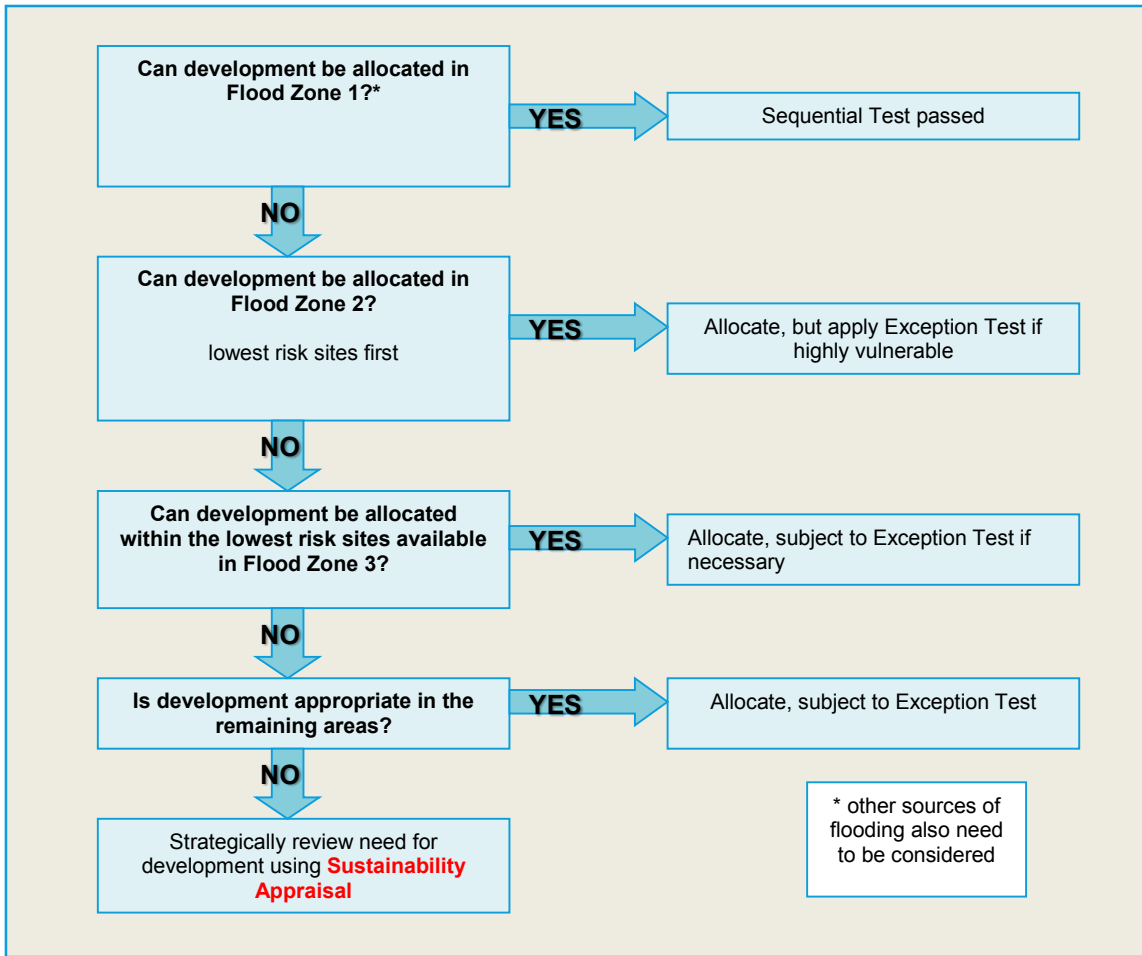 Can development be allocated in
Flood Zone 1?*
YES
Sequential Test passed
NO
Can development be allocated in
Flood Zone 2?
lowest risk sites first
YES
Allocate, but apply Exception Test if
highly vulnerable
NO
Can development be allocated
within the lowest risk sites available
in Flood Zone 3?
YES
Allocate, subject to Exception Test if
necessary
NO
Is development appropriate in the
remaining areas?
YES
Allocate, subject to Exception Test
NO
Strategically review need for
development using Sustainability
Appraisal
* other sources of
flooding also need
to be considered